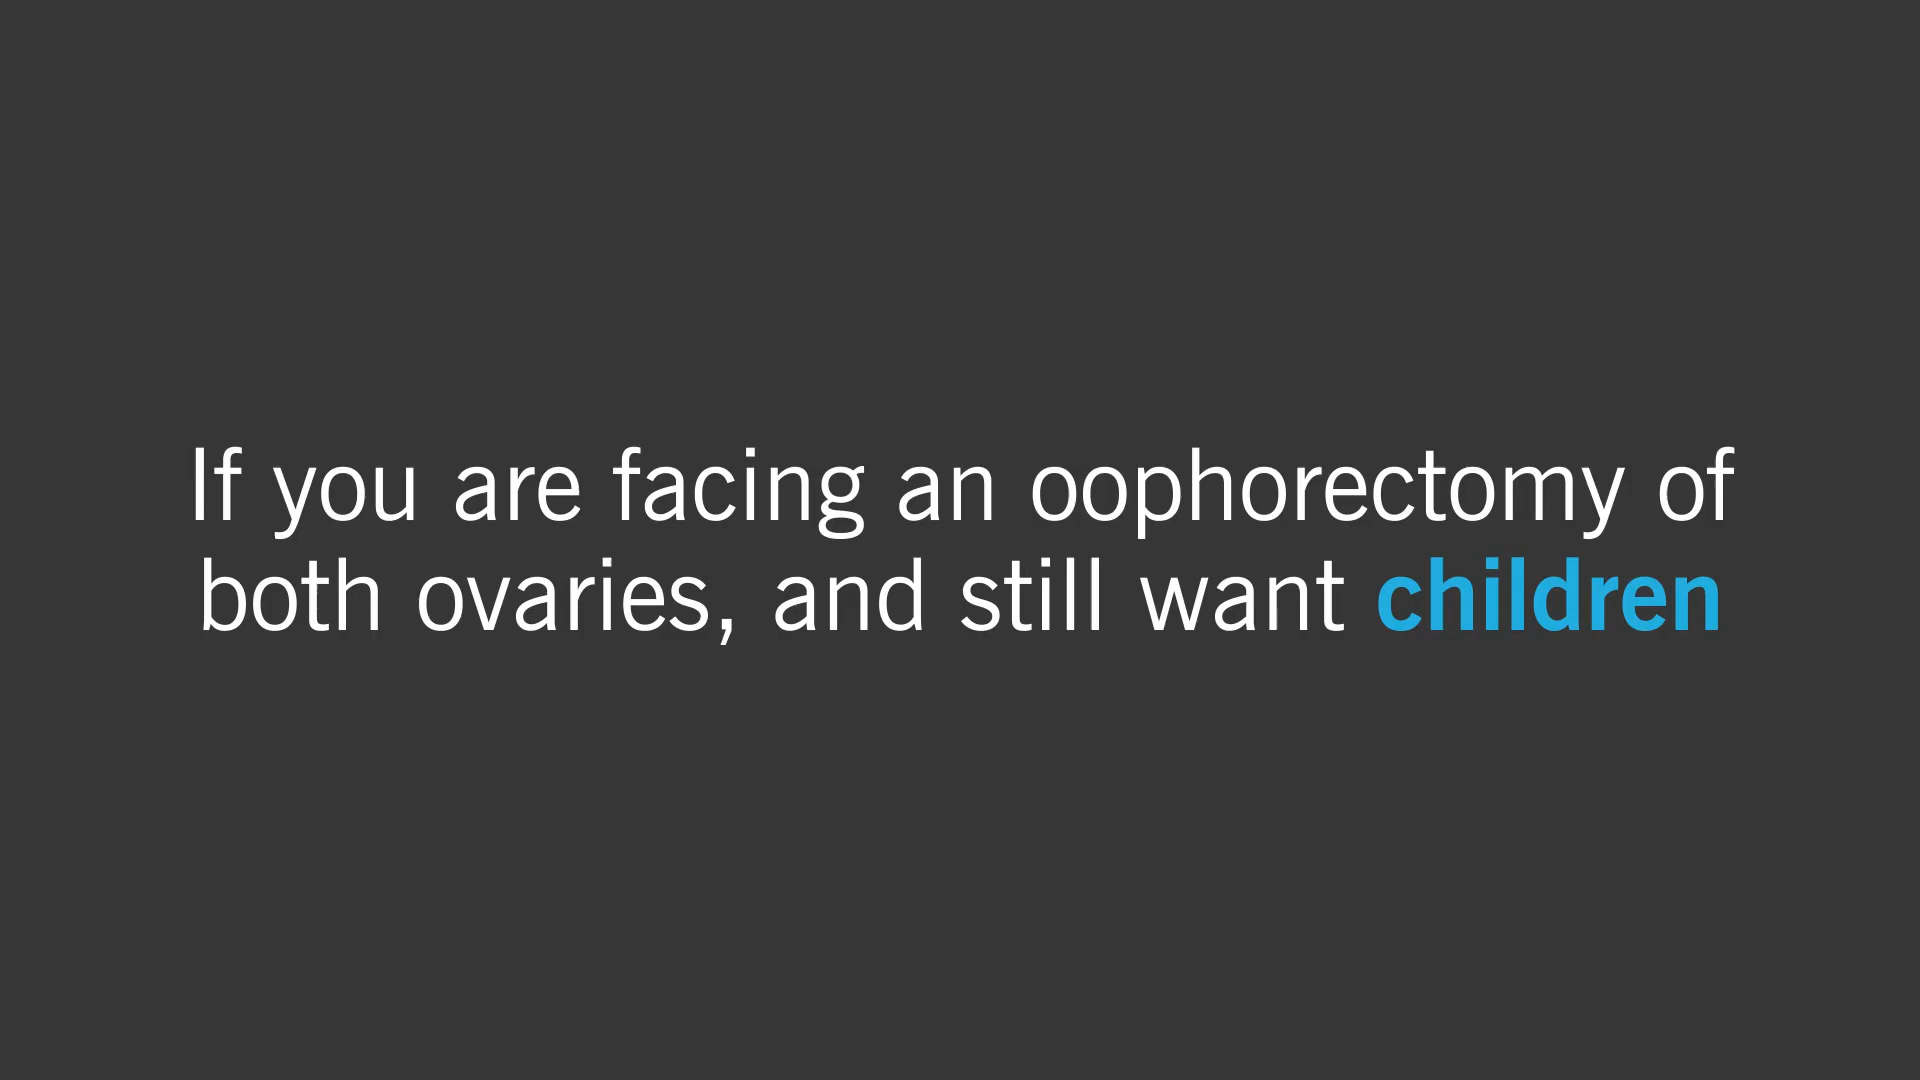 If you are facing an oophorectomy of
both ovaries, and still want children